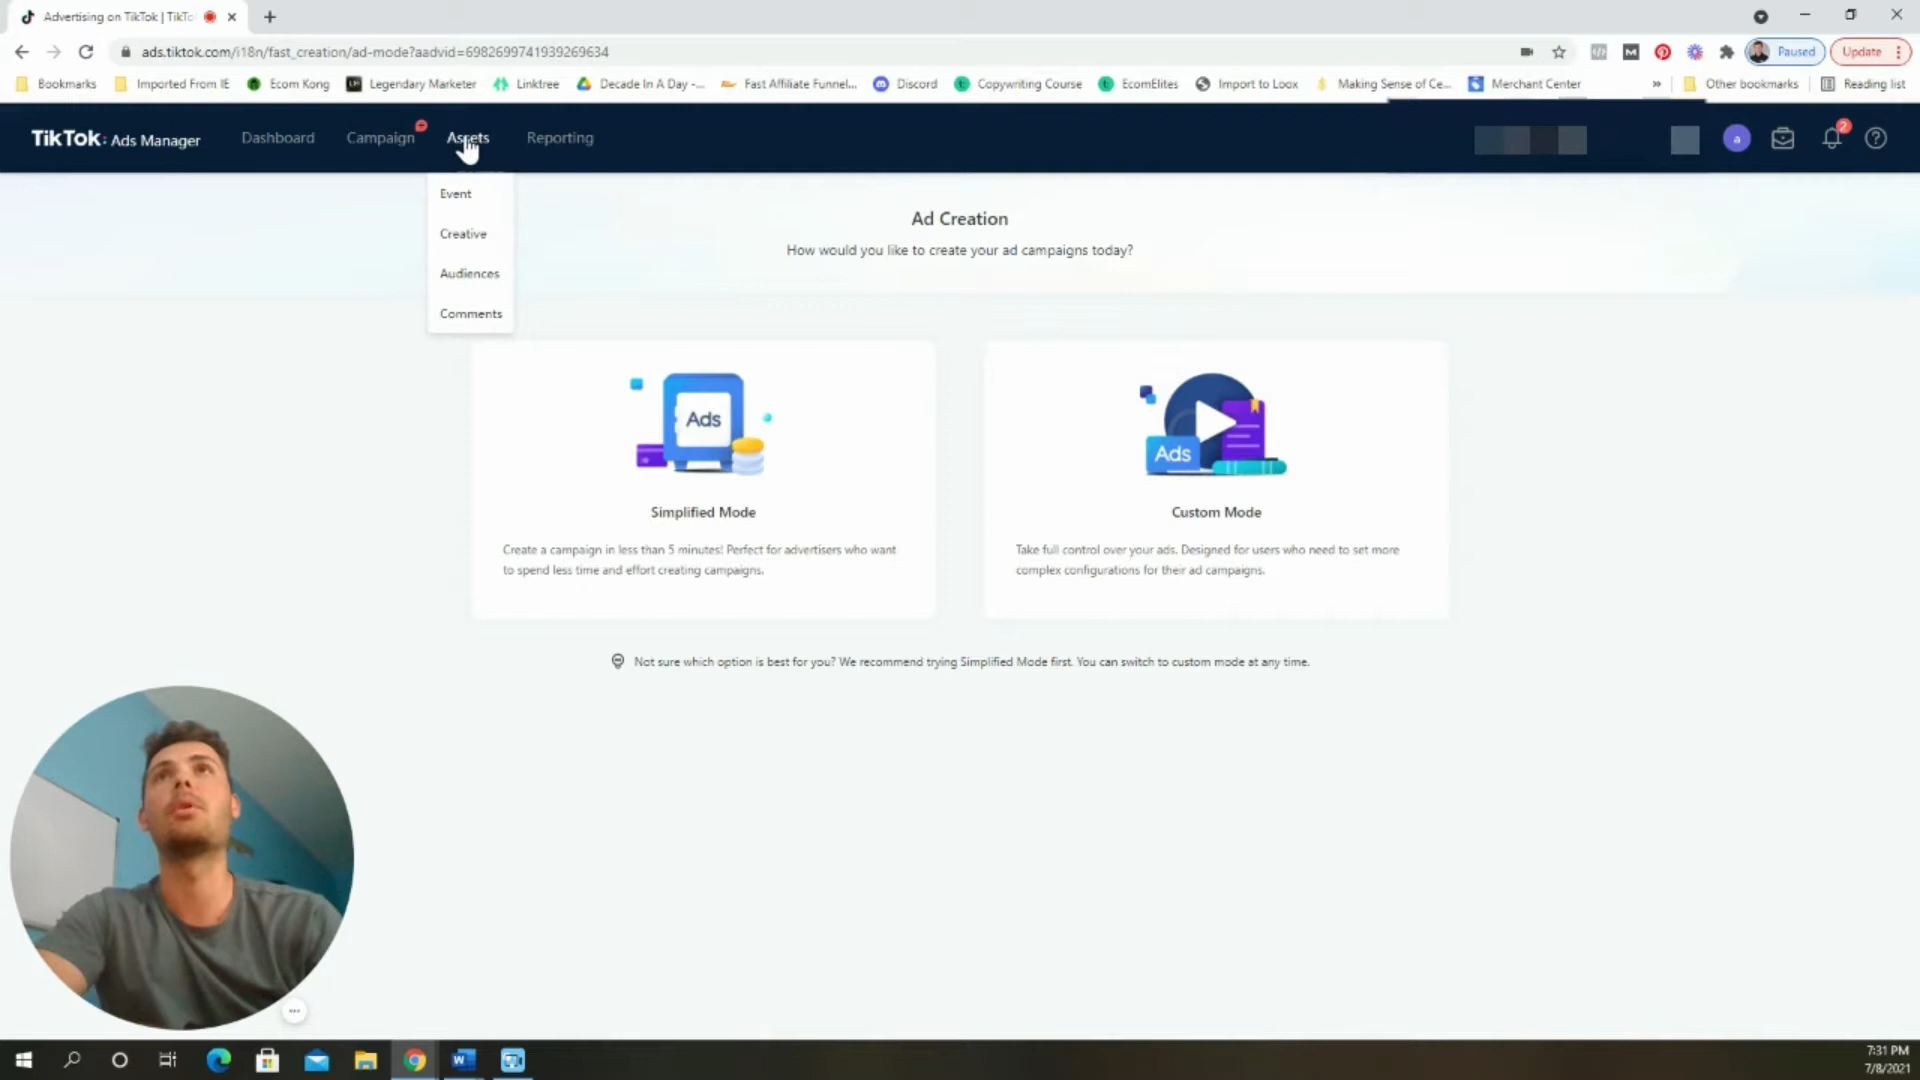 Advertising on TikTok | TikTo
ads.tiktok.com/i18n/fast_creation/ad-mode?aadvid=6982699741939269634
Paused
Update
Bookmarks
Imported From IE
Ecom Kong
Legendary Marketer
Linktree
Decade In A Day -...
Fast Affiliate Funnel...
Discord
Copywriting Course
EcomElites
Import to Loox
Making Sense of Ce...
Merchant Center
»
Other bookmarks
Reading list
TikTok: Ads Manager
Dashboard
Campaign
Assets
Reporting
a
2
Event
Creative
Audiences
Comments
Ad Creation
How would you like to create your ad campaigns today?
Ads
Simplified Mode
Create a campaign in less than 5 minutes! Perfect for advertisers who want
to spend less time and effort creating campaigns.
Ads
Custom Mode
Take full control over your ads. Designed for users who need to set more
complex configurations for their ad campaigns.
Not sure which option is best for you? We recommend trying Simplified Mode first. You can switch to custom mode at any time.
7:31 PM
7/8/2021